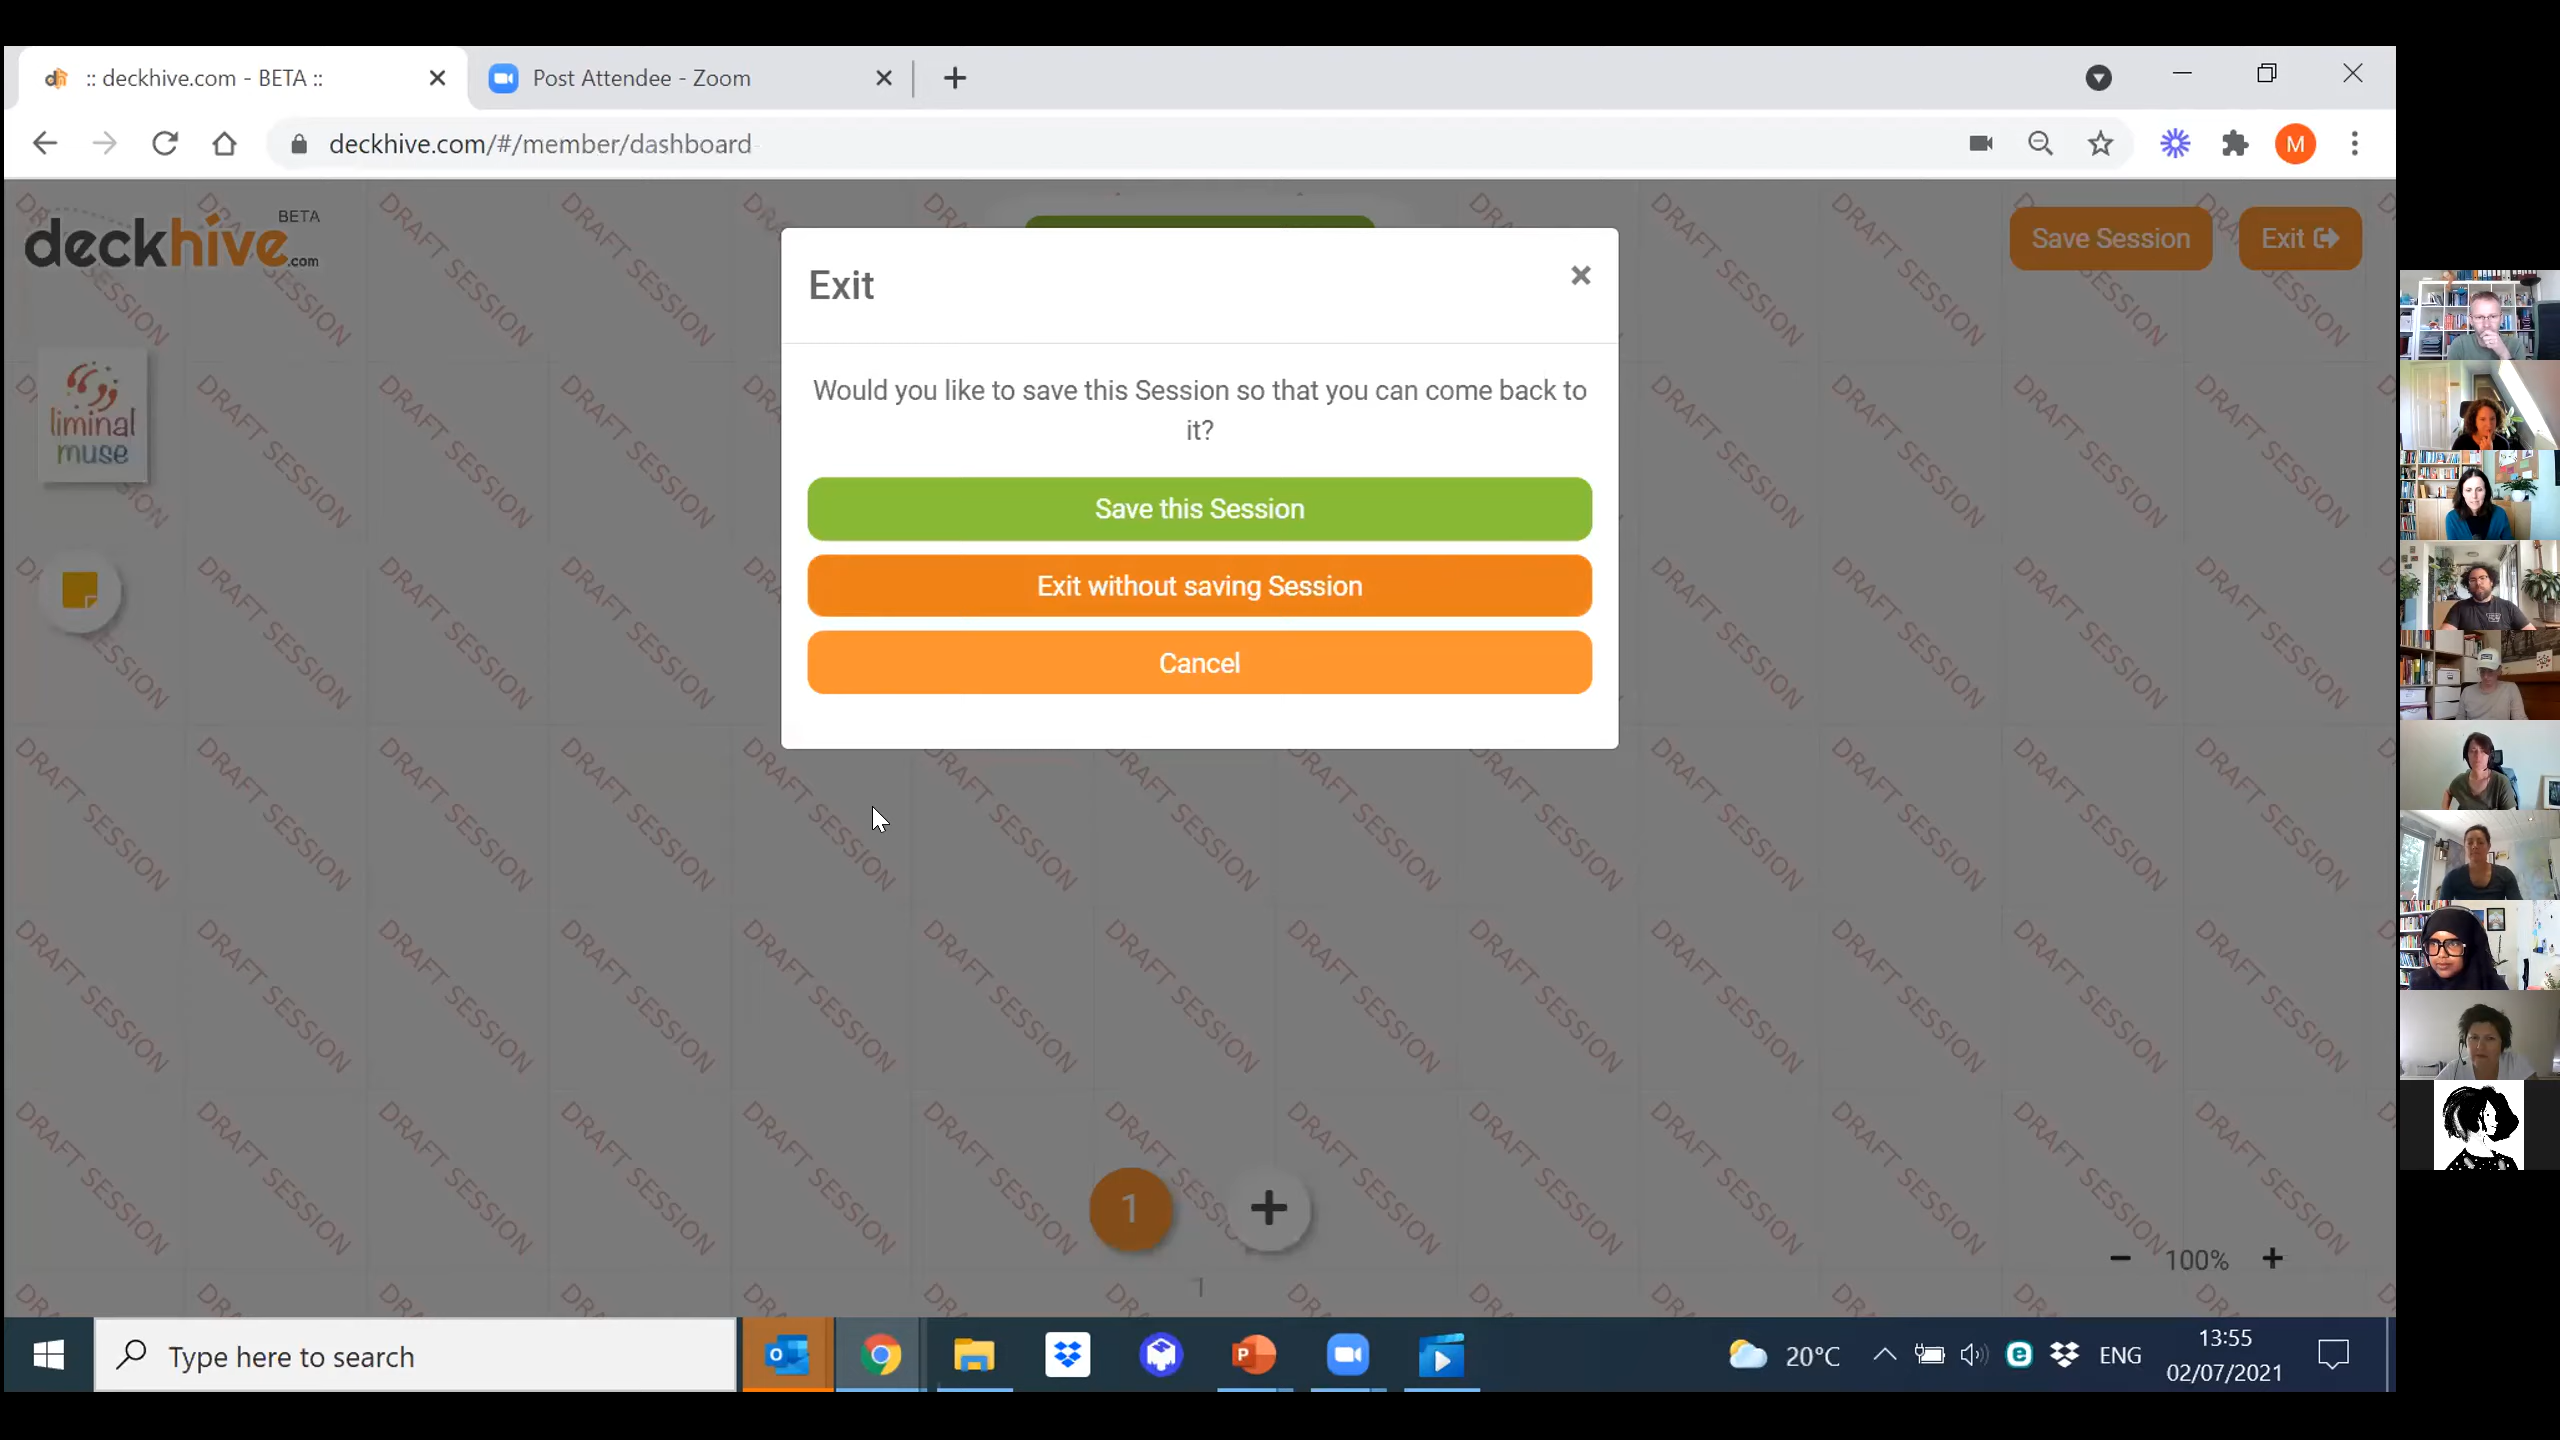 :: deckhive.com - BETA ::
Post Attendee - Zoom
deckhive.com/#/member/dashboard
M
deckhive.com
BETA
Save Session
Exit
liminal
muse
Exit
Would you like to save this Session so that you can come back to
it?
Save this Session
Exit without saving Session
Cancel
DRAFT SESSION
1
1
100%
Type here to search
20°C
ENG
13:55
02/07/2021